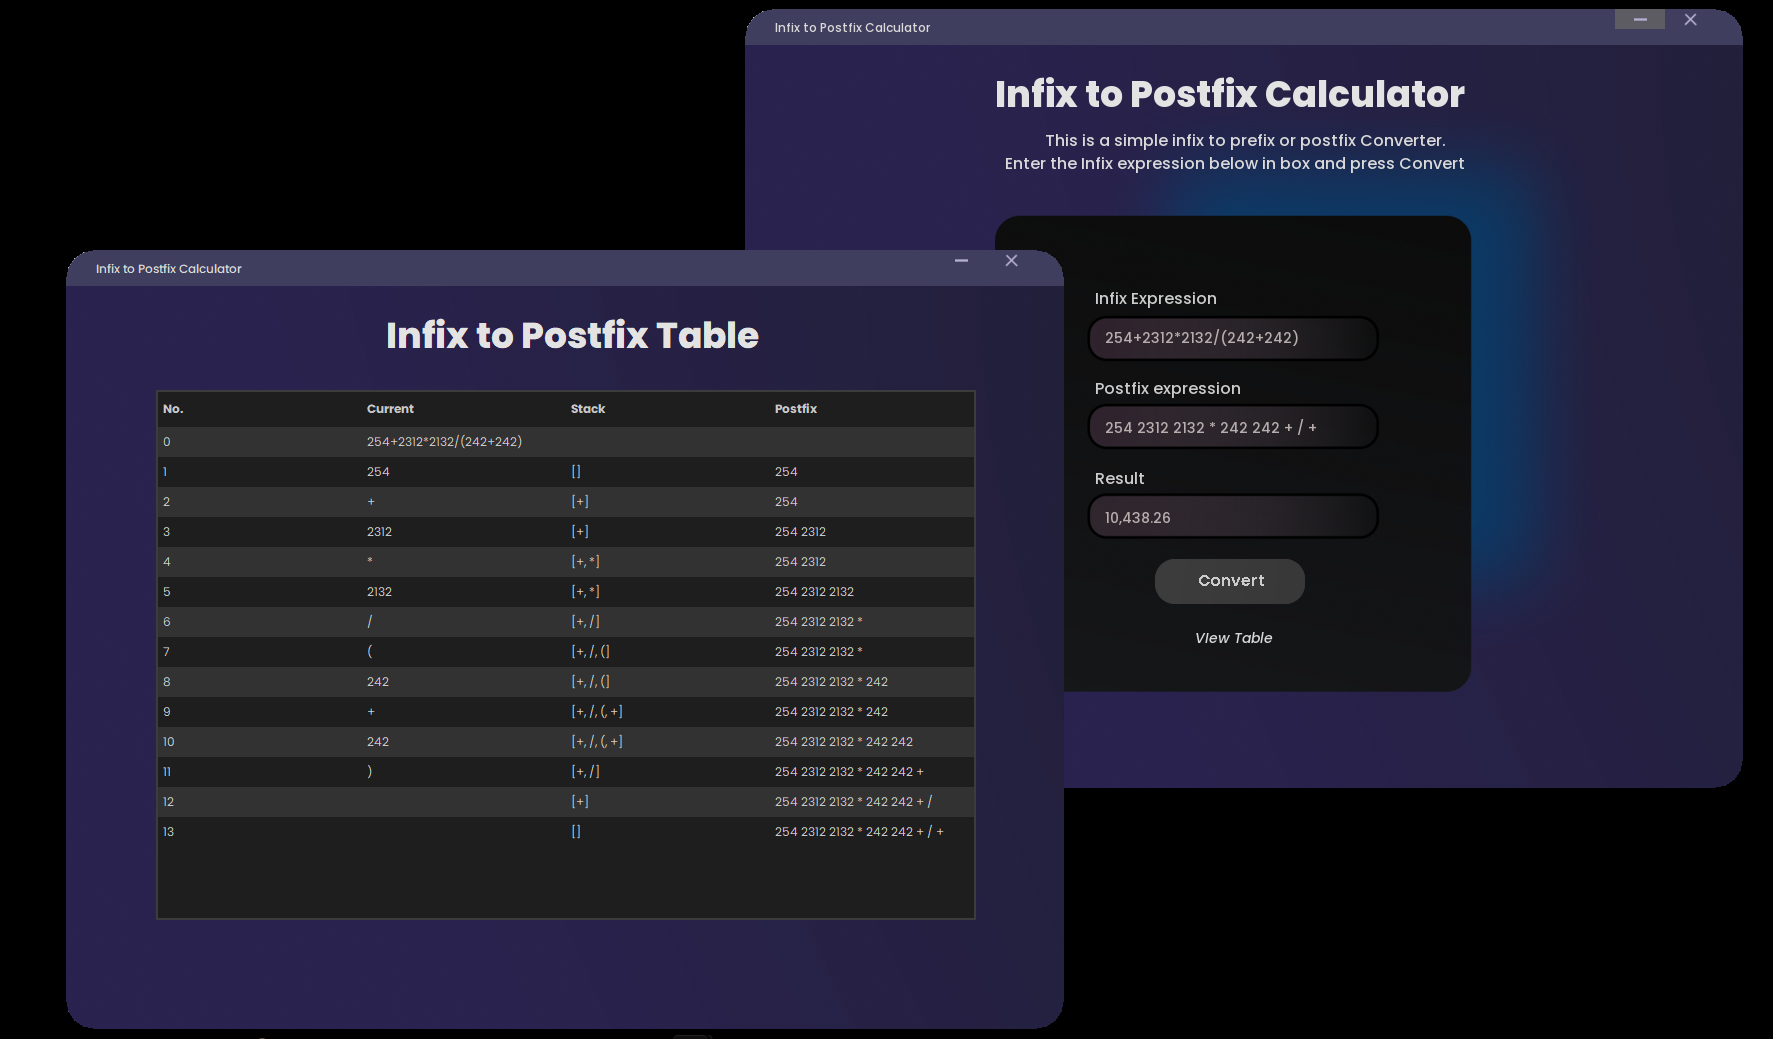 Infix to Postfix Calculator
Infix to Postfix Calculator
This is a simple infix to prefix or postfix Converter.
Enter the Infix expression below in box and press Convert
Infix Expression
254+2312*2132/(242+242)
Postfix expression
254 2312 2132 * 242 242 + / +
Result
10,438.26
Convert
VIew Table
Infix to Postfix Calculator
Infix to Postfix Table
No. Current Stack Postfix
0 254+2312*2132/(242+242)
1 254 [] 254
2 + [+] 254
3 2312 [+] 254 2312
4 * [+, *] 254 2312
5 2132 [+, *] 254 2312 2132
6 / [+, /] 254 2312 2132 *
7 ( [+, /, (] 254 2312 2132 *
8 242 [+, /, (] 254 2312 2132 * 242
9 + [+, /, (, +] 254 2312 2132 * 242
10 242 [+, /, (, +] 254 2312 2132 * 242 242
11 ) [+, /] 254 2312 2132 * 242 242 +
12 [+] 254 2312 2132 * 242 242 + /
13 [] 254 2312 2132 * 242 242 + / +